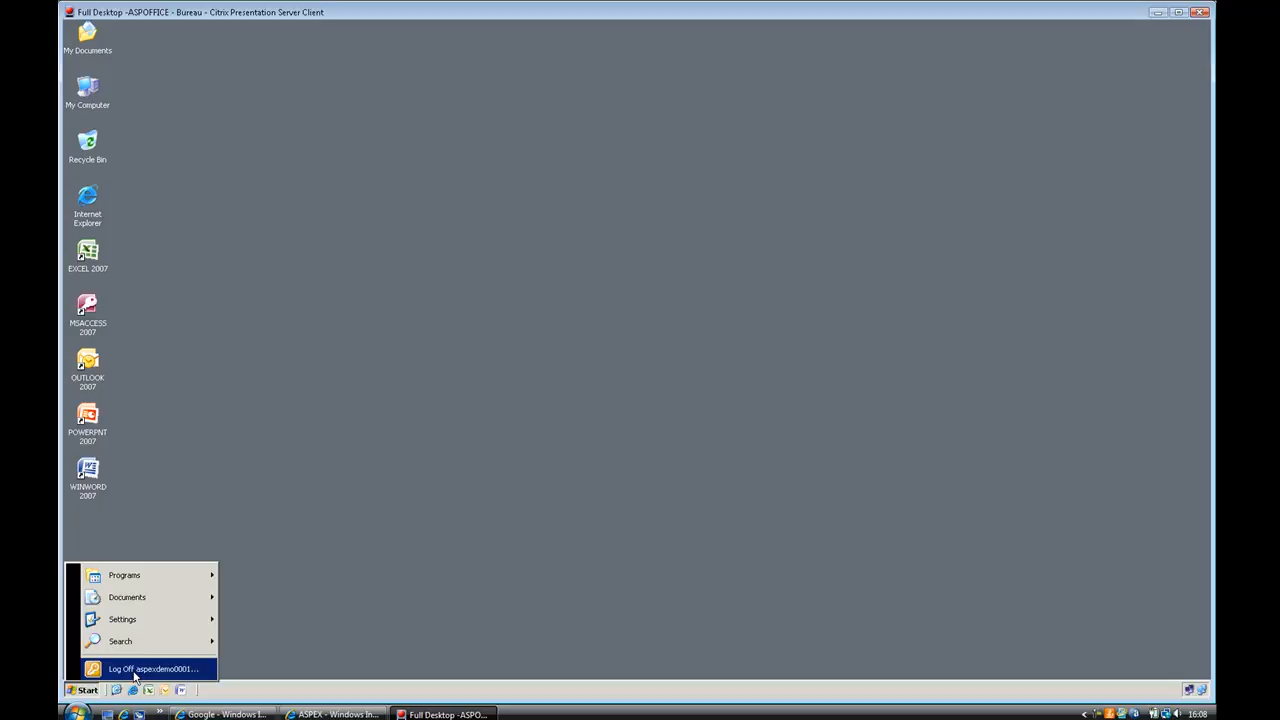 Full Desktop -ASPOFFICE - Bureau - Citrix Presentation Server Client
My Documents
My Computer
Recycle Bin
Internet
Explorer
EXCEL 2007
MSACCESS
2007
OUTLOOK
2007
POWERPNT
2007
WINWORD
2007
Programs
Documents
Settings
Search
Log Off aspexdemo0001...
Start
Google - Windows I...
ASPEX - Windows In...
Full Desktop -ASPO...
16:08